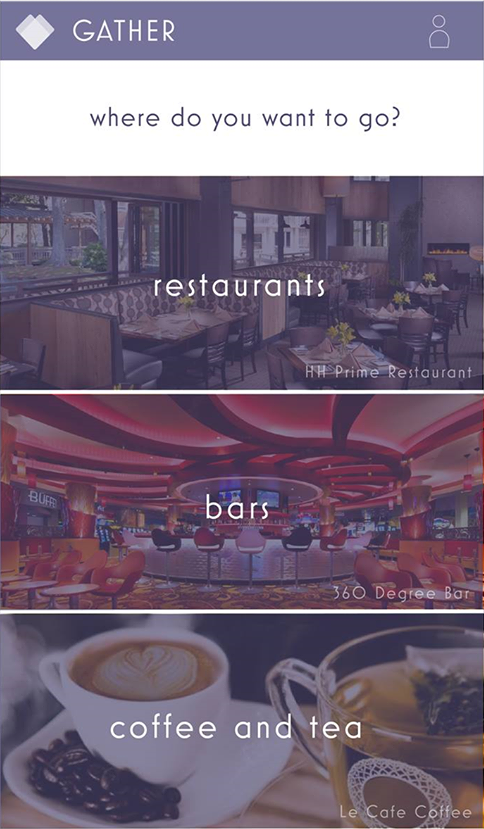 GATHER
where do you want to go?
restaurants
HH Prime Restaurant
BUFF
bars
360 Degree Bar
coffee and tea
Le Cafe Coffee